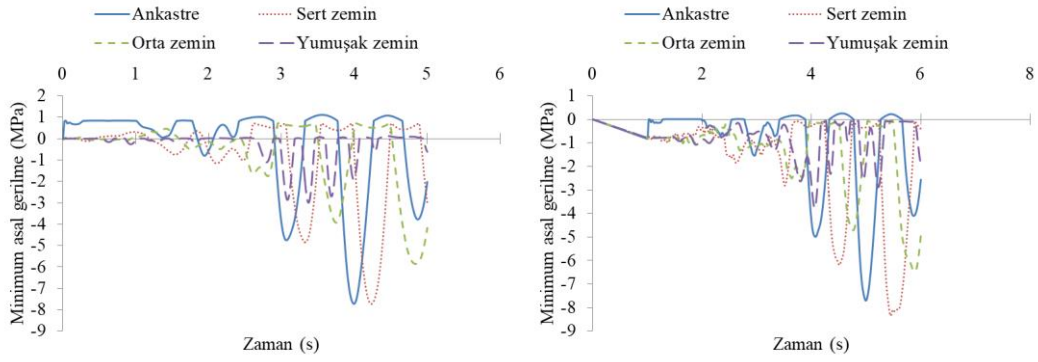 Ankastre
Sert zemin
Orta zemin
Yumuşak zemin
0 1 2 3 4 5 6
2
1
0
-1
-2
-3
-4
-5
-6
-7
-8
-9
Minimum asal gerilme (MPa)
Zaman (s)
Ankastre
Sert zemin
Orta zemin
Yumuşak zemin
0 2 4 6 8
1
0
-1
-2
-3
-4
-5
-6
-7
-8
-9
Minimum asal gerilme (MPa)
Zaman (s)